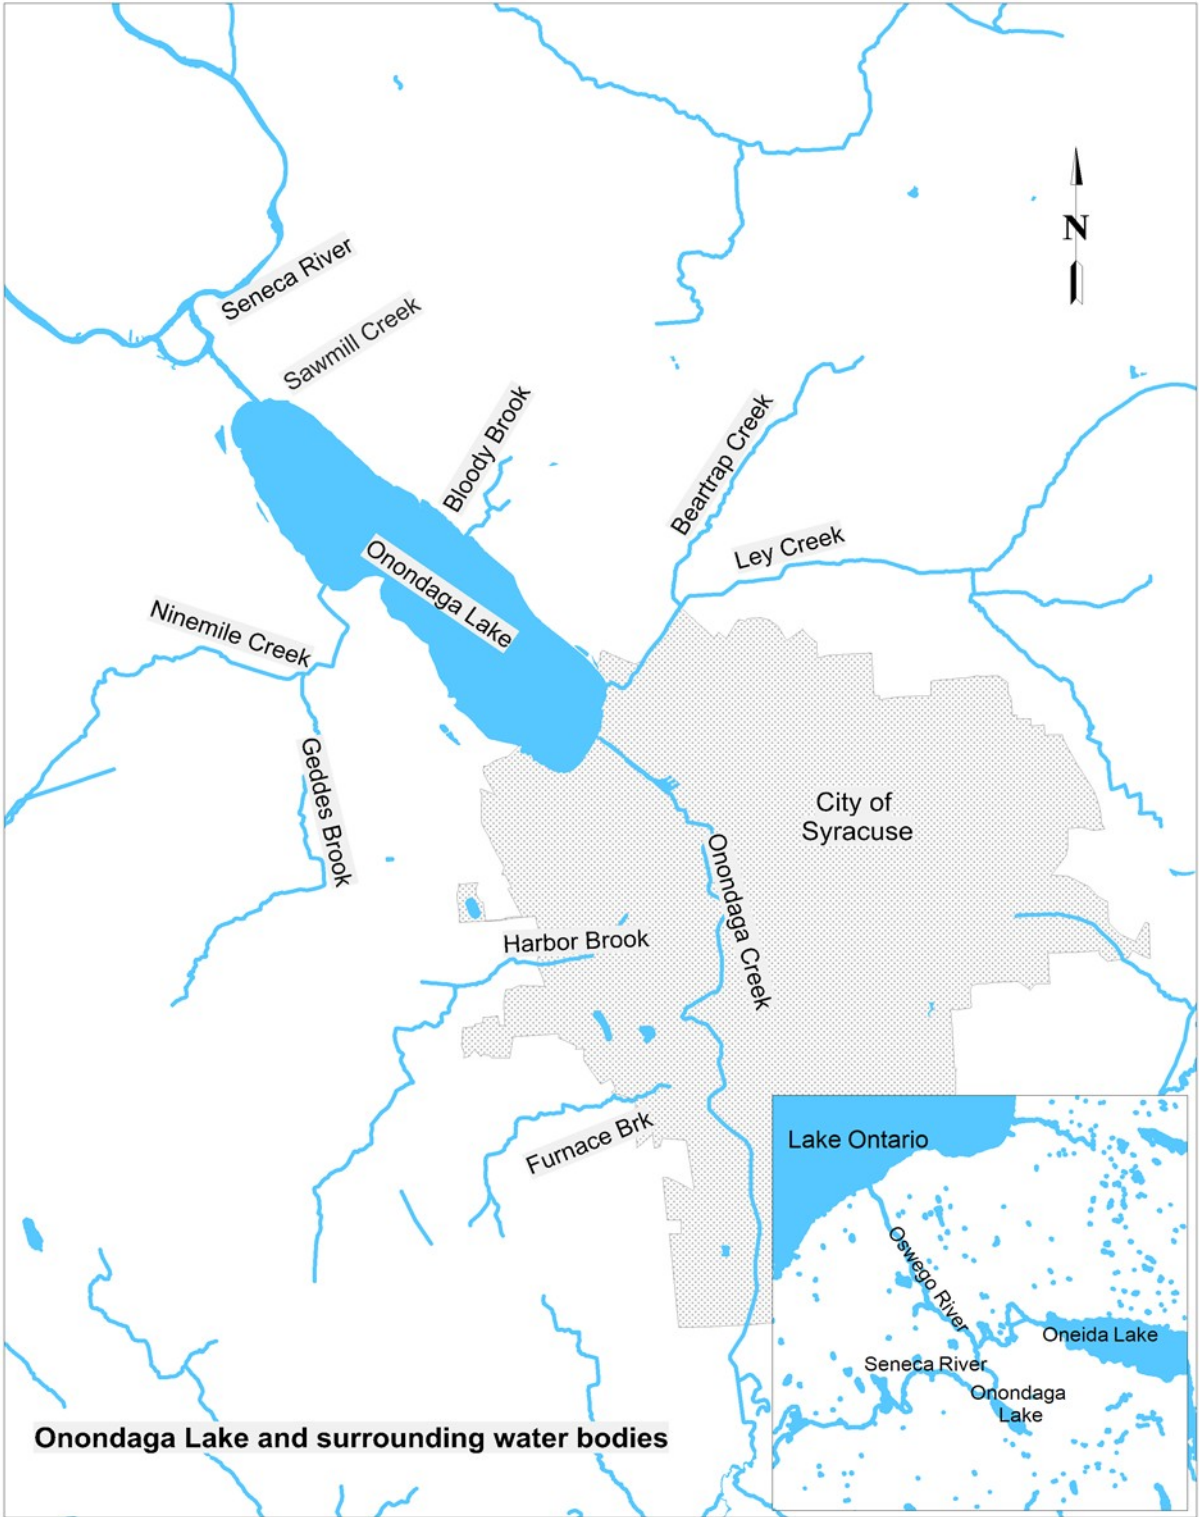 N
Seneca River
Sawmill Creek
Bloody Brook
Beartrap Creek
Ley Creek
Onondaga Lake
Ninemile Creek
Geddes Brook
City of
Syracuse
Onondaga Creek
Harbor Brook
Furnace Brk
Lake Ontario
Oswego River
Oneida Lake
Seneca River
Onondaga
Lake
Onondaga Lake and surrounding water bodies